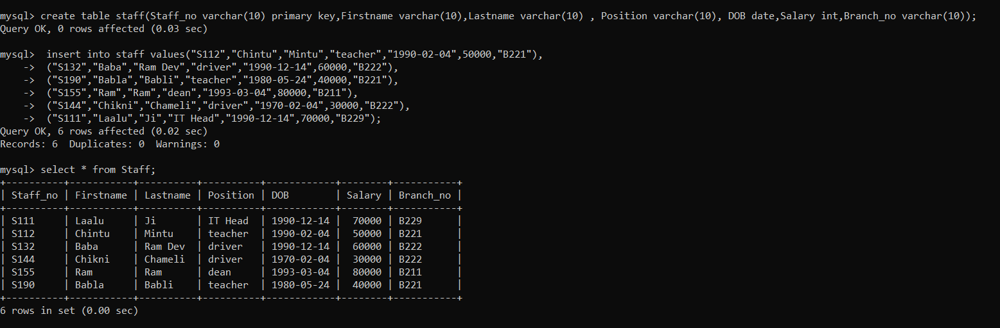 mysql> create table staff(Staff_no varchar(10) primary key,Firstname varchar(10),Lastname varchar(10) , Position varchar(10), DOB date,Salary int,Branch_no varchar(10));
Query OK, 0 rows affected (0.03 sec)

mysql>  insert into staff values("S112","Chintu","Mintu","teacher","1990-02-04",50000,"B221"),
    ->  ("S132","Baba","Ram Dev","driver","1990-12-14",60000,"B222"),
    ->  ("S190","Babla","Babli","teacher","1980-05-24",40000,"B221"),
    ->  ("S155","Ram","Ram","dean","1993-03-04",80000,"B211"),
    ->  ("S144","Chikni","Chameli","driver","1970-02-04",30000,"B222"),
    ->  ("S111","Laalu","Ji","IT Head","1990-12-14",70000,"B229");
Query OK, 6 rows affected (0.02 sec)
Records: 6  Duplicates: 0  Warnings: 0

mysql> select * from Staff;
+----------+-----------+----------+----------+------------+--------+-----------+
| Staff_no | Firstname | Lastname | Position | DOB        | Salary | Branch_no |
+----------+-----------+----------+----------+------------+--------+-----------+
| S111     | Laalu     | Ji       | IT Head  | 1990-12-14 |  70000 | B229      |
| S112     | Chintu    | Mintu    | teacher  | 1990-02-04 |  50000 | B221      |
| S132     | Baba      | Ram Dev  | driver   | 1990-12-14 |  60000 | B222      |
| S144     | Chikni    | Chameli  | driver   | 1970-02-04 |  30000 | B222      |
| S155     | Ram       | Ram      | dean     | 1993-03-04 |  80000 | B211      |
| S190     | Babla     | Babli    | teacher  | 1980-05-24 |  40000 | B221      |
+----------+-----------+----------+----------+------------+--------+-----------+
6 rows in set (0.00 sec)